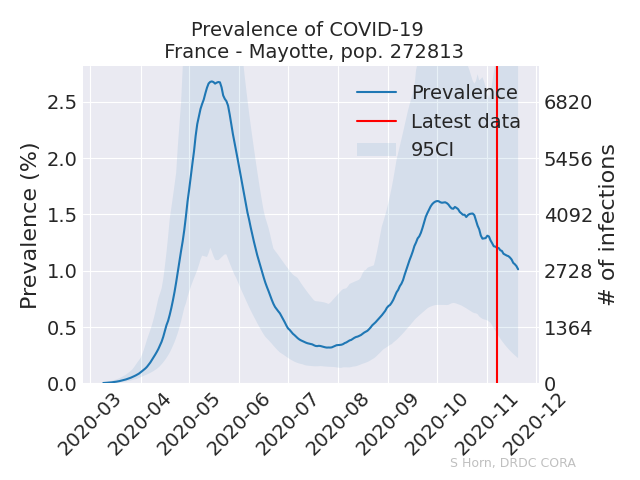 Prevalence of COVID-19
France - Mayotte, pop. 272813
Prevalence (%)
2.5
2.0
1.5
1.0
0.5
0.0
Prevalence
Latest data
95CI
6820
5456
4092
2728
1364
0
# of infections
2020-03
2020-04
2020-05
2020-06
2020-07
2020-08
2020-09
2020-10
2020-11
2020-12
S Horn, DRDC CORA